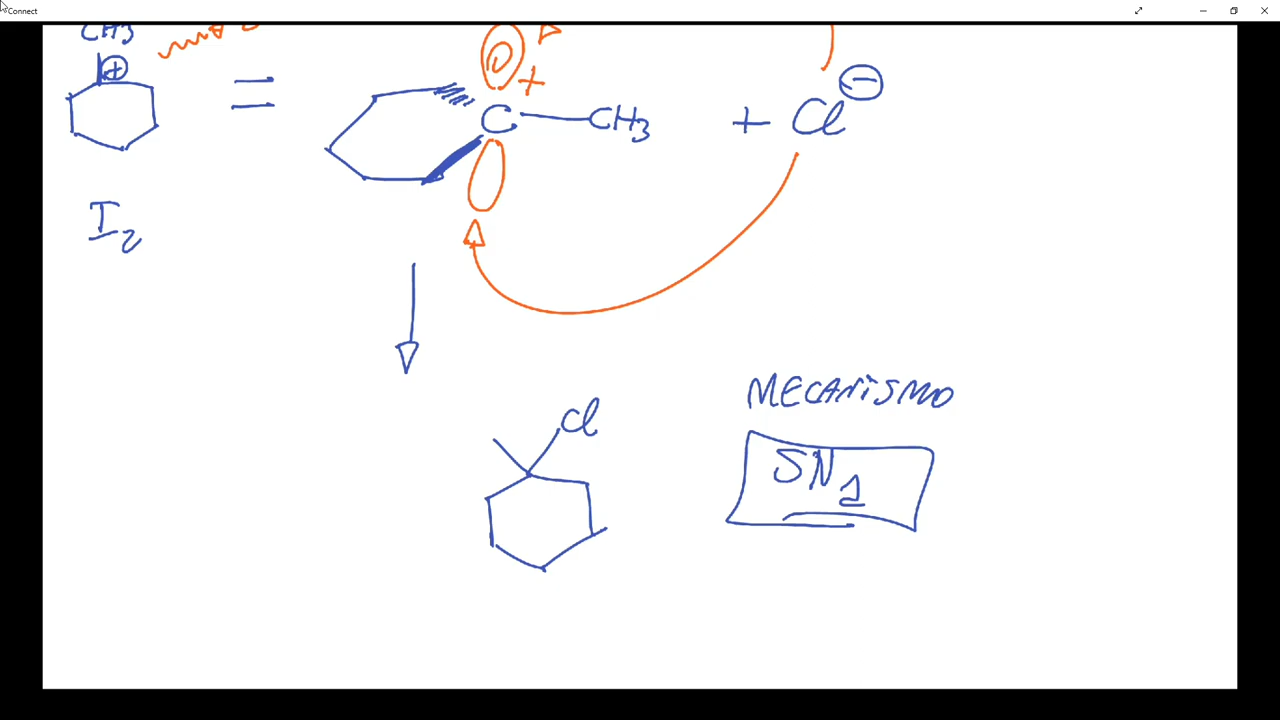 Connect
CH3
⊕
=
+
C CH3 + Cl ⊖
I2
MECANISMO
Cl
SN1